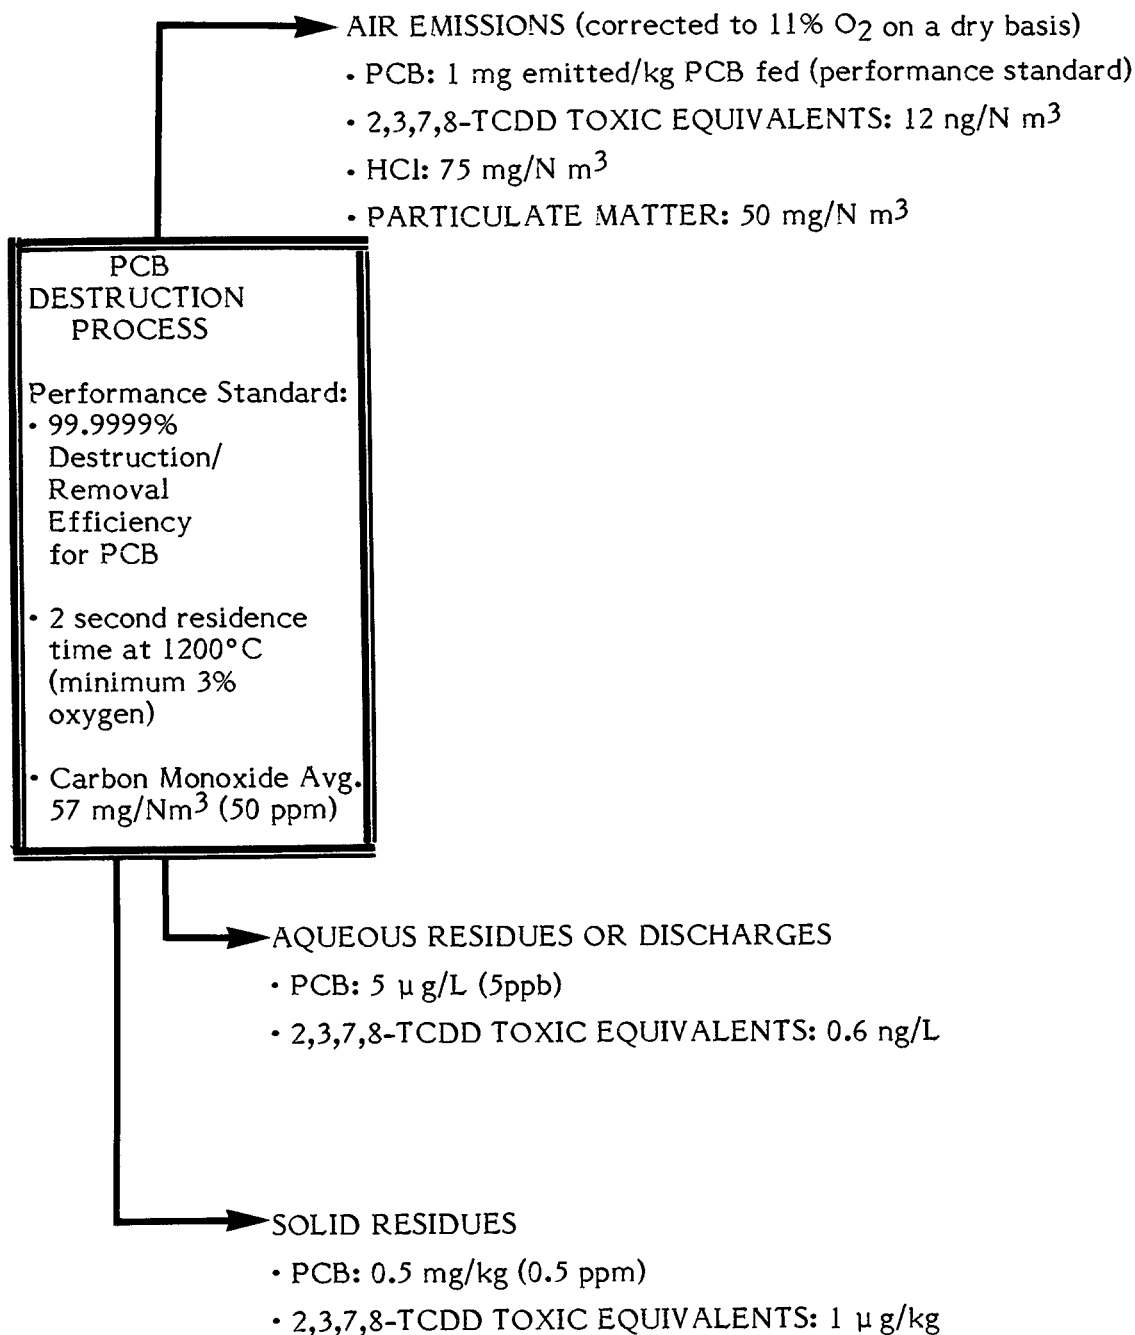 AIR EMISSIONS (corrected to 11% O2 on a dry basis)
· PCB: 1 mg emitted/kg PCB fed (performance standard)
· 2,3,7,8-TCDD TOXIC EQUIVALENTS: 12 ng/N m3
· HCl: 75 mg/N m3
· PARTICULATE MATTER: 50 mg/N m3
PCB
DESTRUCTION
PROCESS
Performance Standard:
· 99.9999%
Destruction/
Removal
Efficiency
for PCB
· 2 second residence
time at 1200°C
(minimum 3%
oxygen)
· Carbon Monoxide Avg.
57 mg/Nm3 (50 ppm)
AQUEOUS RESIDUES OR DISCHARGES
· PCB: 5 µ g/L (5ppb)
· 2,3,7,8-TCDD TOXIC EQUIVALENTS: 0.6 ng/L
SOLID RESIDUES
· PCB: 0.5 mg/kg (0.5 ppm)
· 2,3,7,8-TCDD TOXIC EQUIVALENTS: 1 µ g/kg